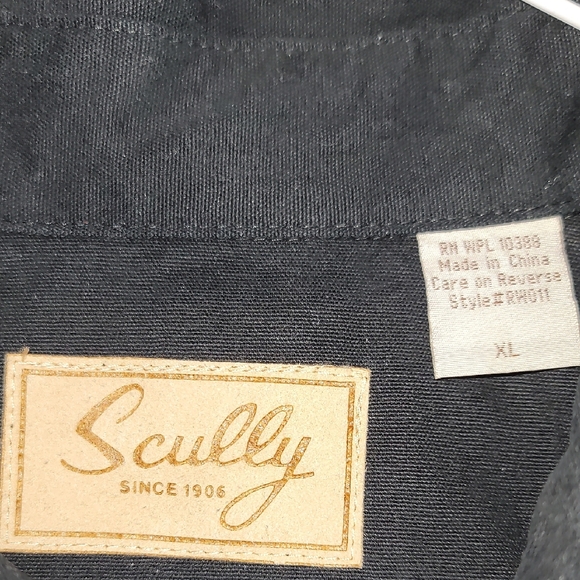 RN WPL 10388
Made in China
Care on Reverse
Style#RW011
XL
Scully
SINCE 1906